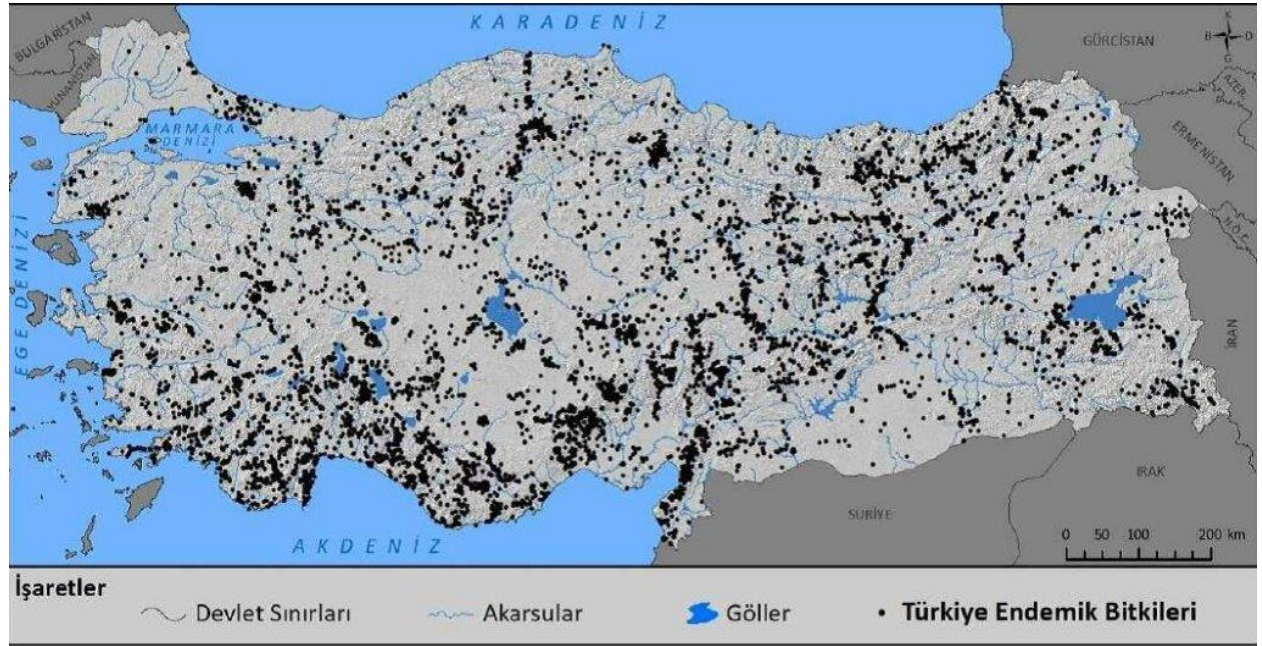 KARADENİZ
BULGARİSTAN
YUNANİSTAN
GÜRCİSTAN
K
B D
G
AZER.
ERMENİSTAN
MARMARA
DENİZİ
N.Ö.C.
EGE DENİZİ
İRAN
IRAK
SURİYE
AKDENİZ
0 50 100 200 km
İşaretler
Devlet Sınırları
Akarsular
Göller
Türkiye Endemik Bitkileri